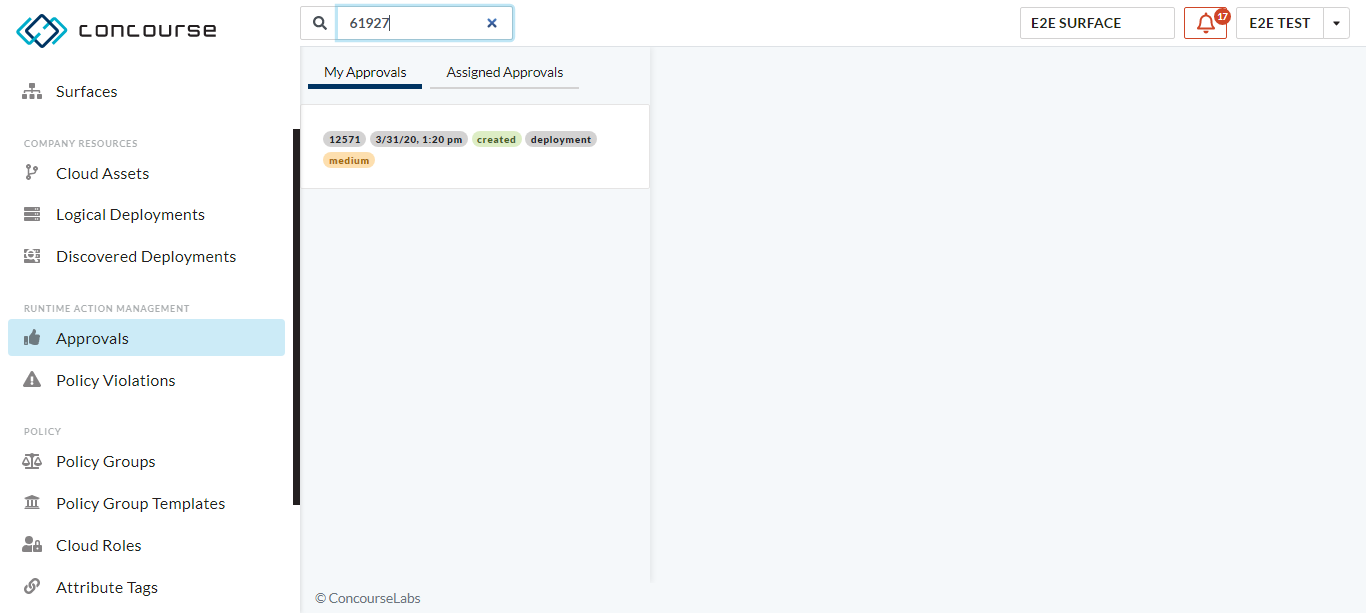 concourse
61927
E2E SURFACE
17
E2E TEST
Surfaces
COMPANY RESOURCES
Cloud Assets
Logical Deployments
Discovered Deployments
RUNTIME ACTION MANAGEMENT
Approvals
Policy Violations
POLICY
Policy Groups
Policy Group Templates
Cloud Roles
Attribute Tags
My Approvals
Assigned Approvals
12571 3/31/20, 1:20 pm created deployment
medium
© ConcourseLabs